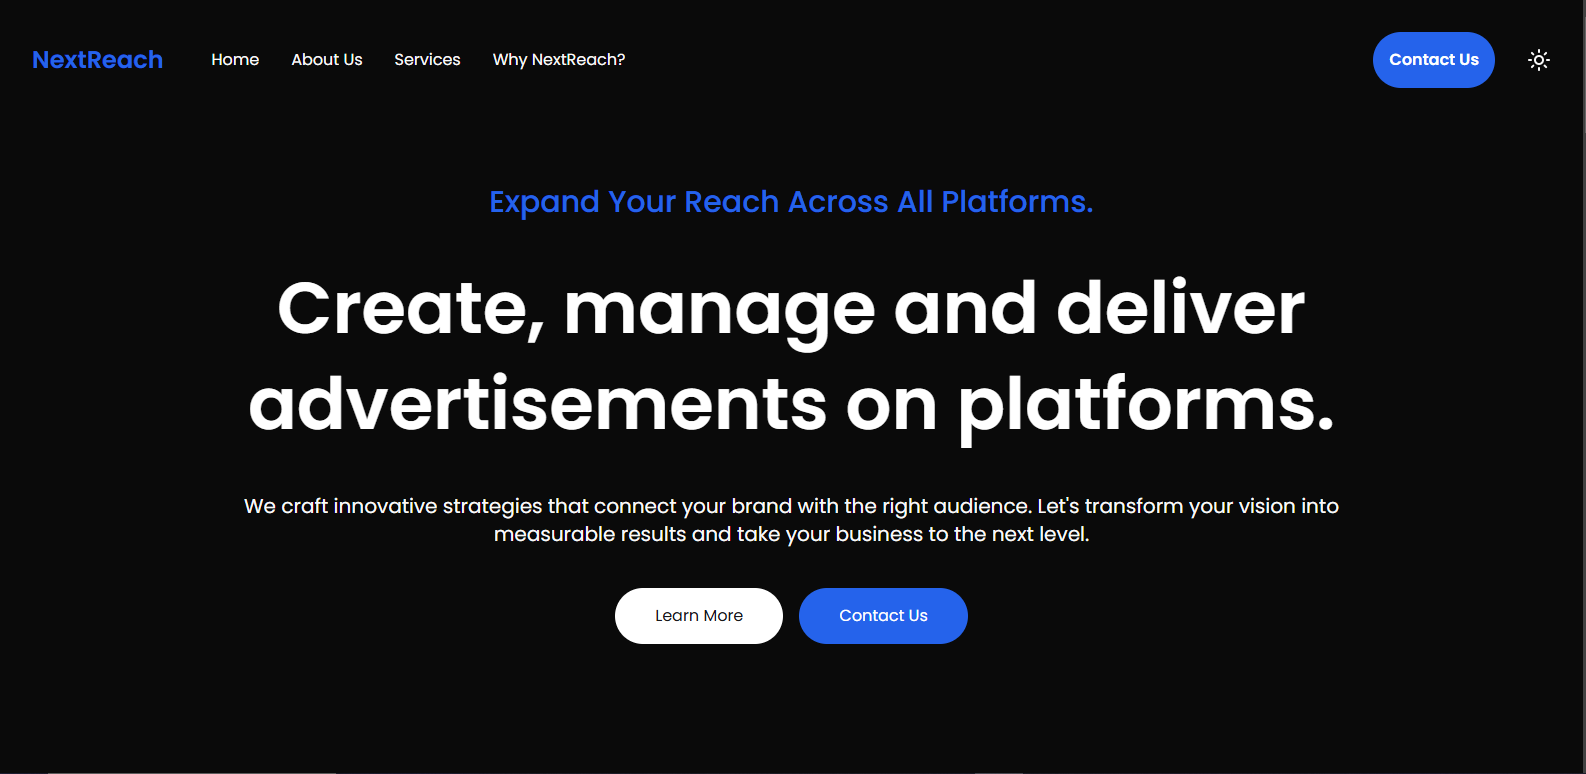 NextReach Home About Us Services Why NextReach? Contact Us
Expand Your Reach Across All Platforms.
Create, manage and deliver
advertisements on platforms.
We craft innovative strategies that connect your brand with the right audience. Let's transform your vision into
measurable results and take your business to the next level.
Learn More Contact Us